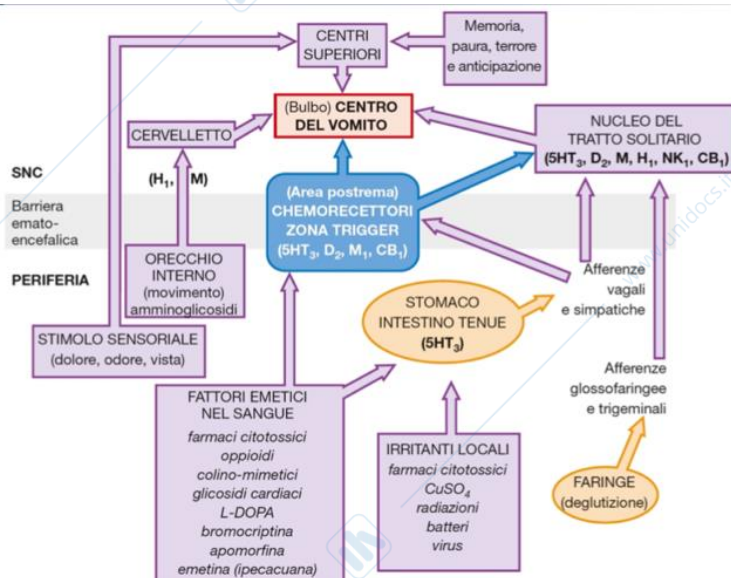 CENTRI
SUPERIORI
Memoria,
paura, terrore
e anticipazione
(Bulbo) CENTRO
DEL VOMITO
CERVELLETTO
NUCLEO DEL
TRATTO SOLITARIO
(5HT₃, D₂, M, H₁, NK₁, CB₁)
SNC
(H₁, M)
Barriera
emato-
encefalica
(Area postrema)
CHEMORECETTORI
ZONA TRIGGER
(5HT₃, D₂, M₁, CB₁)
PERIFERIA
ORECCHIO
INTERNO
(movimento)
amminoglicosidi
Afferenze
vagali
e simpatiche
STOMACO
INTESTINO TENUE
(5HT₃)
STIMOLO SENSORIALE
(dolore, odore, vista)
Afferenze
glossofaringee
e trigeminali
FATTORI EMETICI
NEL SANGUE
farmaci citotossici
oppioidi
colino-mimetici
glicosidi cardiaci
L-DOPA
bromocriptina
apomorfina
emetina (ipecacuana)
IRRITANTI LOCALI
farmaci citotossici
CuSO₄
radiazioni
batteri
virus
FARINGE
(deglutizione)
www.unidocs.it